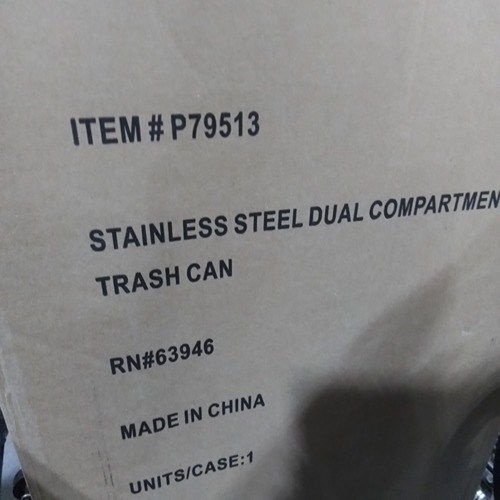 ITEM # P79513
STAINLESS STEEL DUAL COMPARTMEN
TRASH CAN
RN#63946
MADE IN CHINA
UNITS/CASE:1